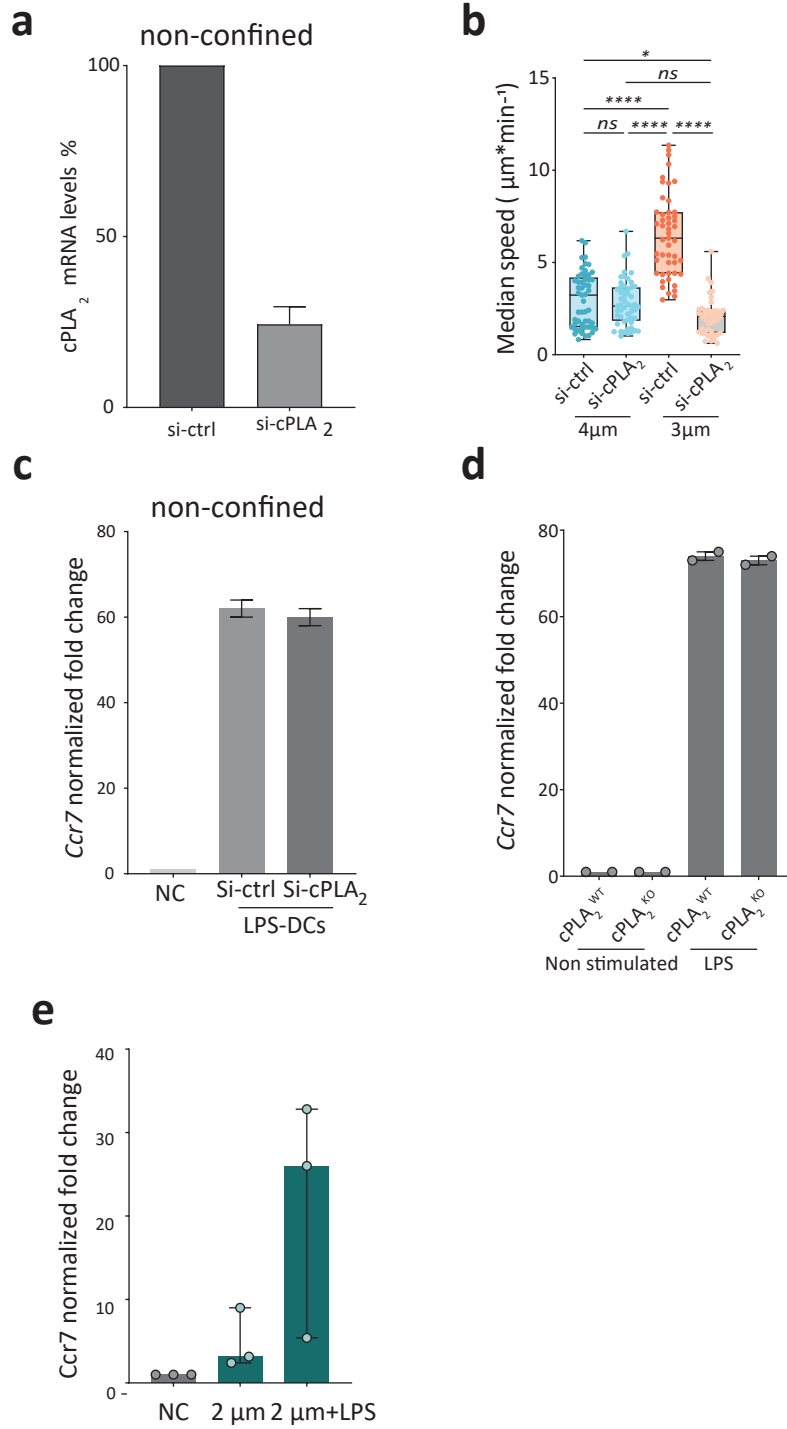 a
non-confined
cPLA2 mRNA levels %
100
50
0
si-ctrl
si-cPLA 2
b
Median speed ( µm*min-1)
15
10
5
0
*
ns
****
ns **** ****
si-ctrl
si-cPLA2
si-ctrl
si-cPLA2
4µm
3µm
c
non-confined
Ccr7 normalized fold change
80
60
40
20
0
NC
Si-ctrl
Si-cPLA2
LPS-DCs
d
Ccr7 normalized fold change
80
60
40
20
0
cPLA2WT
cPLA2KO
cPLA2WT
cPLA2KO
Non stimulated
LPS
e
Ccr7 normalized fold change
40
30
20
10
0
NC
2 µm
2 µm+LPS